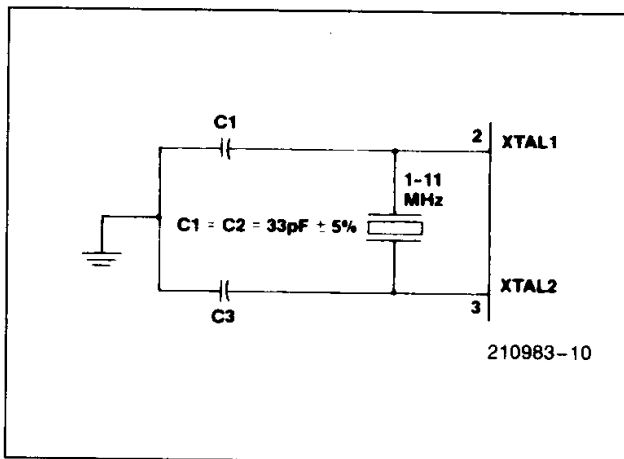 C1
2 XTAL1
1-11
MHz
C1 = C2 = 33pF ± 5%
XTAL2
3
C3
210983-10